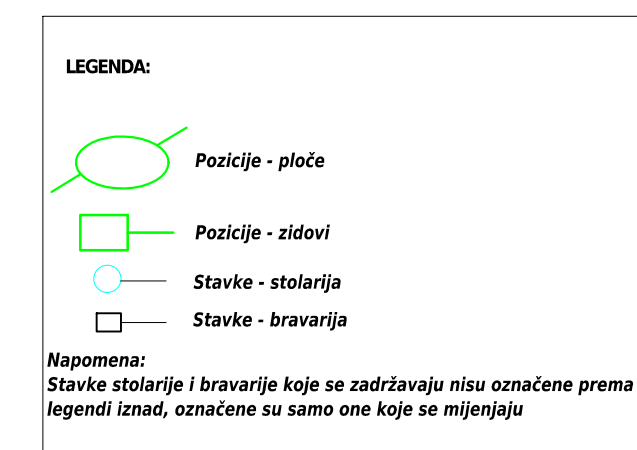 LEGENDA:
Pozicije - ploče
Pozicije - zidovi
Stavke - stolarija
Stavke - bravarija
Napomena:
Stavke stolarije i bravarije koje se zadržavaju nisu označene prema
legendi iznad, označene su samo one koje se mijenjaju